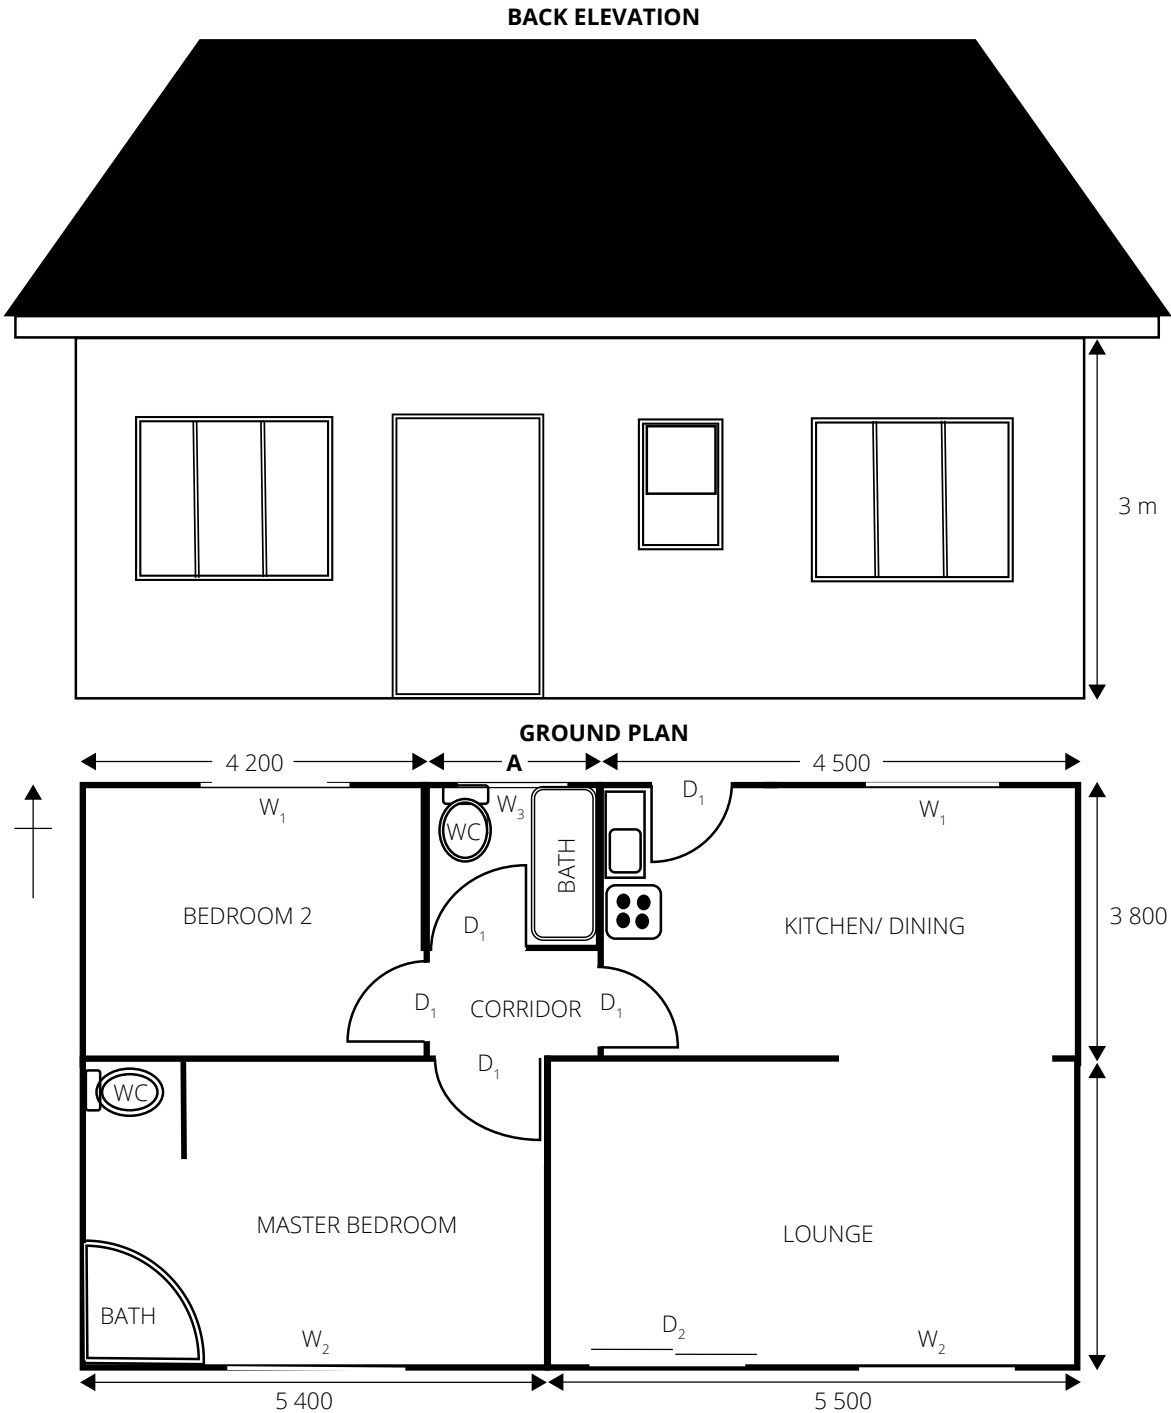 BACK ELEVATION
3 m
GROUND PLAN
4 200
A
4 500
W1
WC
W3
BATH
D1
W1
BEDROOM 2
D1
KITCHEN/ DINING
3 800
D1
CORRIDOR
D1
D1
WC
MASTER BEDROOM
LOUNGE
BATH
W2
D2
W2
5 400
5 500